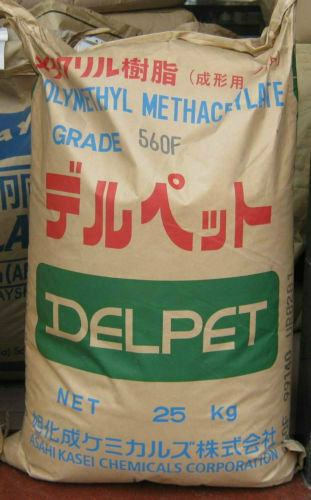 メタクリル樹脂(成形用
POLYMETHYL METHACRYLATE
GRADE 560F
デルペット
DELPET
NET 25 kg
旭化成ケミカルズ株式会社
ASAHI KASEI CHEMICALS CORPORATION